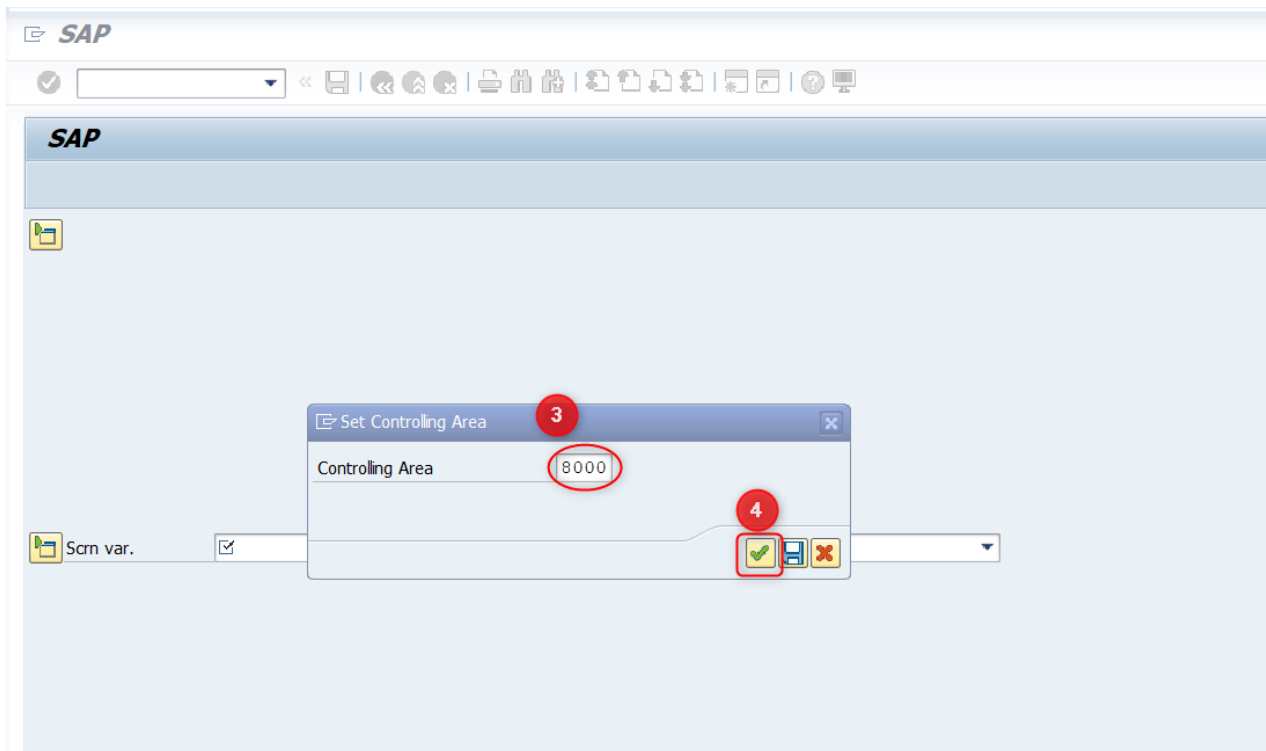 SAP
SAP
Set Controlling Area
3
Controlling Area
8000
4
Scrn var.